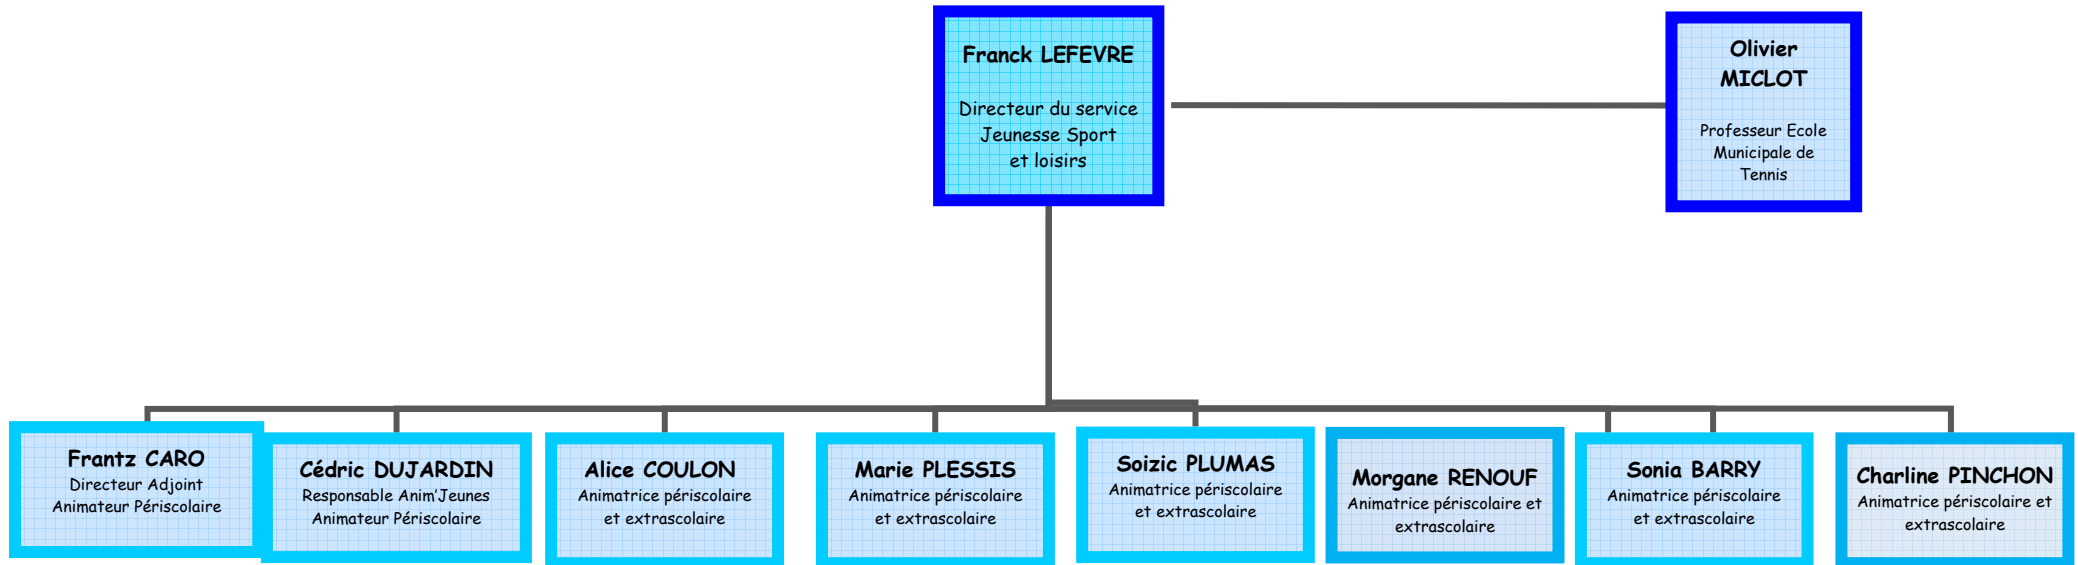 Franck LEFEVRE
Directeur du service
Jeunesse Sport
et loisirs
Olivier
MICLOT
Professeur Ecole
Municipale de
Tennis
Frantz CARO
Directeur Adjoint
Animateur Périscolaire
Cédric DUJARDIN
Responsable Anim'Jeunes
Animateur Périscolaire
Alice COULON
Animatrice périscolaire
et extrascolaire
Marie PLESSIS
Animatrice périscolaire
et extrascolaire
Soizic PLUMAS
Animatrice périscolaire
et extrascolaire
Morgane RENOUF
Animatrice périscolaire et
extrascolaire
Sonia BARRY
Animatrice périscolaire
et extrascolaire
Charline PINCHON
Animatrice périscolaire et
extrascolaire